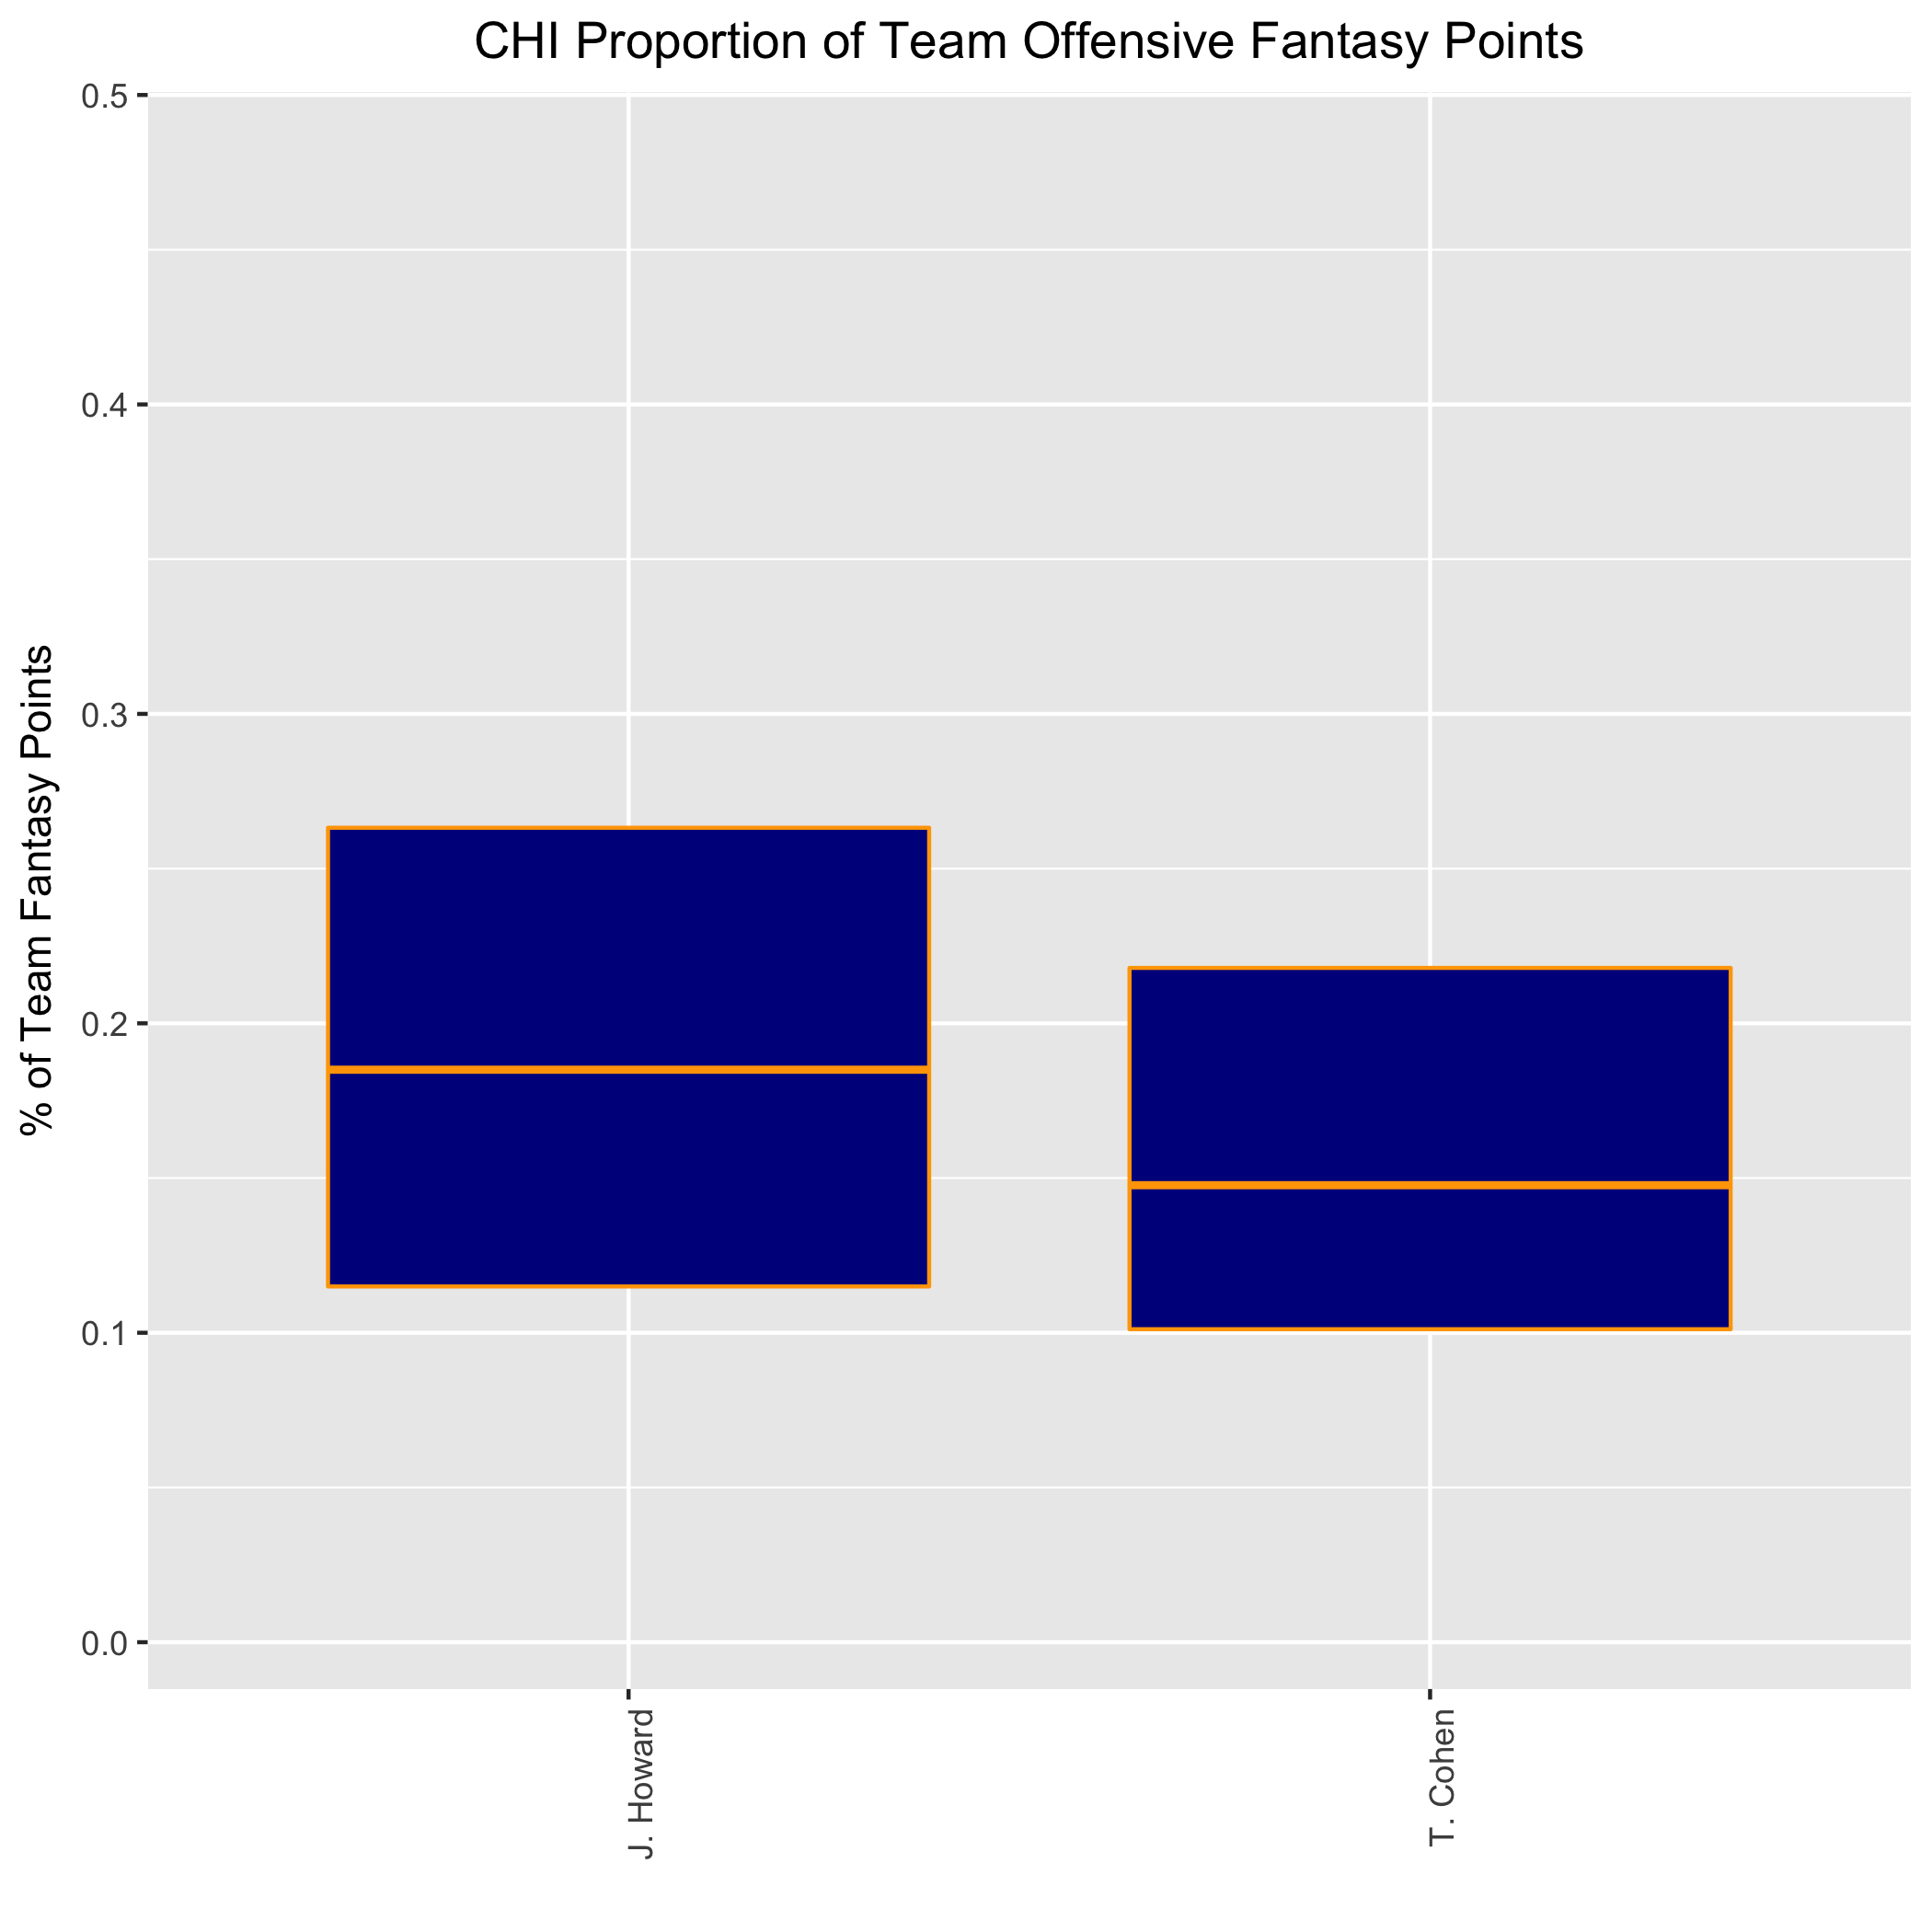 CHI Proportion of Team Offensive Fantasy Points
% of Team Fantasy Points
0.5
0.4
0.3
0.2
0.1
0.0
J. Howard
T. Cohen